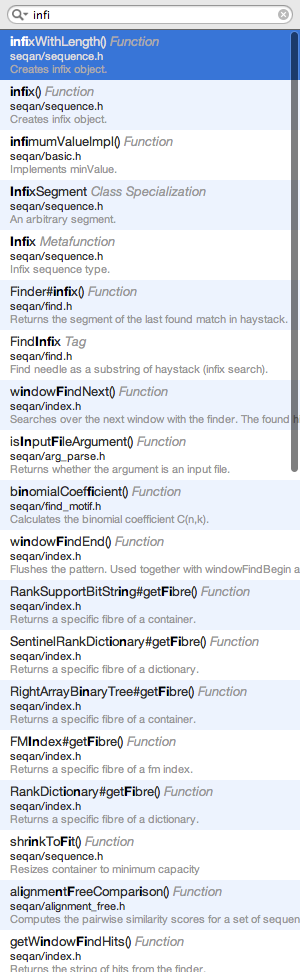 infi
infixWithLength() Function
seqan/sequence.h
Creates infix object.
infix() Function
seqan/sequence.h
Creates infix object.
infimumValueImpl() Function
seqan/basic.h
Implements minValue.
InfixSegment Class Specialization
seqan/sequence.h
An arbitrary segment.
Infix Metafunction
seqan/sequence.h
Infix sequence type.
Finder#infix() Function
seqan/find.h
Returns the segment of the last found match in haystack.
FindInfix Tag
seqan/find.h
Find needle as a substring of haystack (infix search).
windowFindNext() Function
seqan/index.h
Searches over the next window with the finder. The found h
isInputFileArgument() Function
seqan/arg_parse.h
Returns whether the argument is an input file.
binomialCoefficient() Function
seqan/find_motif.h
Calculates the binomial coefficient C(n,k).
windowFindEnd() Function
seqan/index.h
Flushes the pattern. Used together with windowFindBegin a
RankSupportBitString#getFibre() Function
seqan/index.h
Returns a specific fibre of a container.
SentinelRankDictionary#getFibre() Function
seqan/index.h
Returns a specific fibre of a dictionary.
RightArrayBinaryTree#getFibre() Function
seqan/index.h
Returns a specific fibre of a container.
FMIndex#getFibre() Function
seqan/index.h
Returns a specific fibre of a fm index.
RankDictionary#getFibre() Function
seqan/index.h
Returns a specific fibre of a dictionary.
shrinkToFit() Function
seqan/sequence.h
Resizes container to minimum capacity
alignmentFreeComparison() Function
seqan/alignment_free.h
Computes the pairwise similarity scores for a set of sequen
getWindowFindHits() Function
seqan/index.h
Returns the string of hits from the finder.